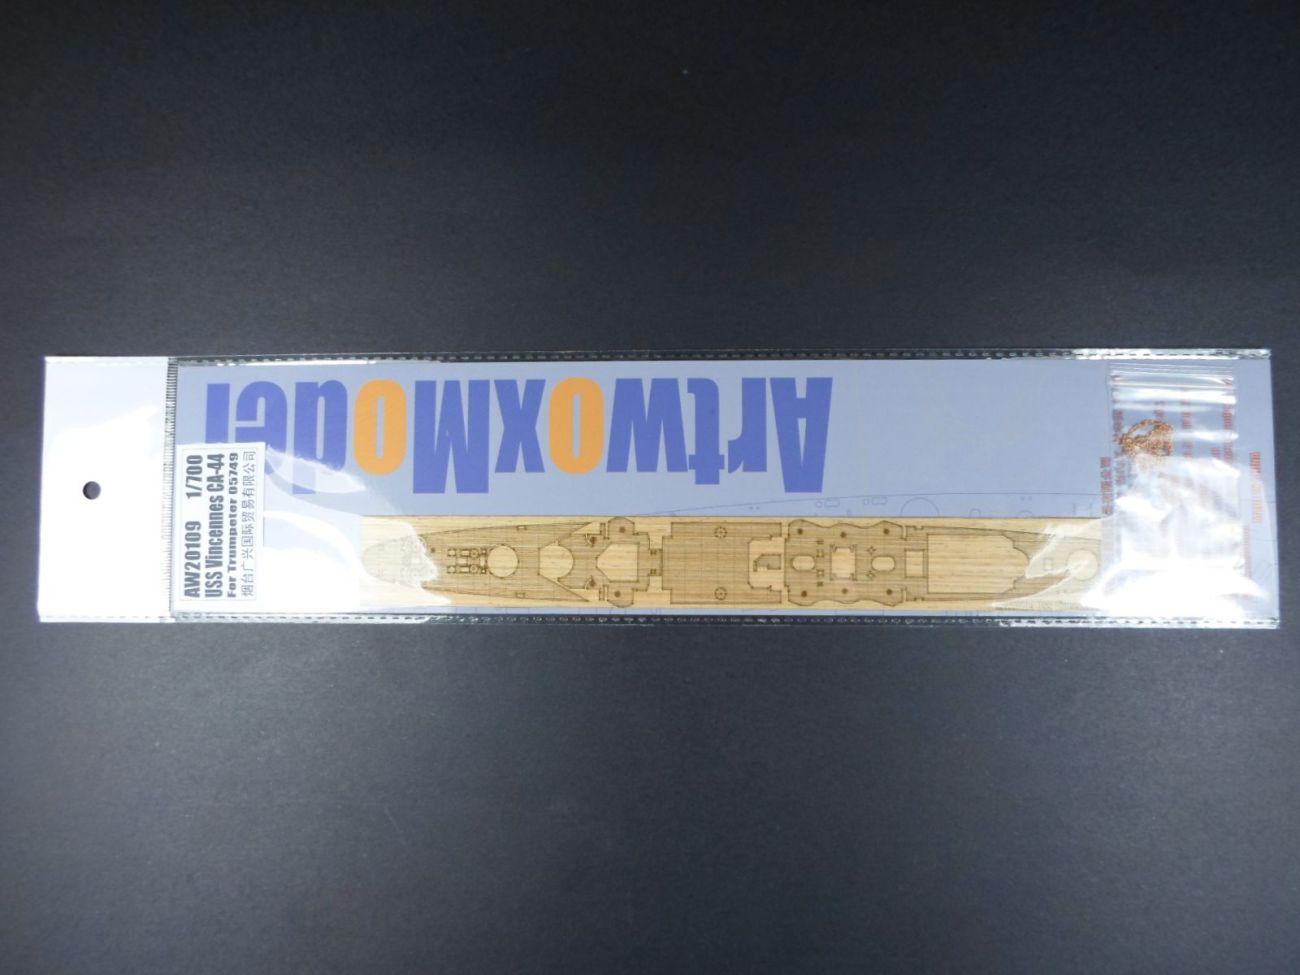 ArtwoxModel
AW20109 1/700
USS Vincennes CA-44
For Trumpeter 05749
烟台广兴国际贸易有限公司